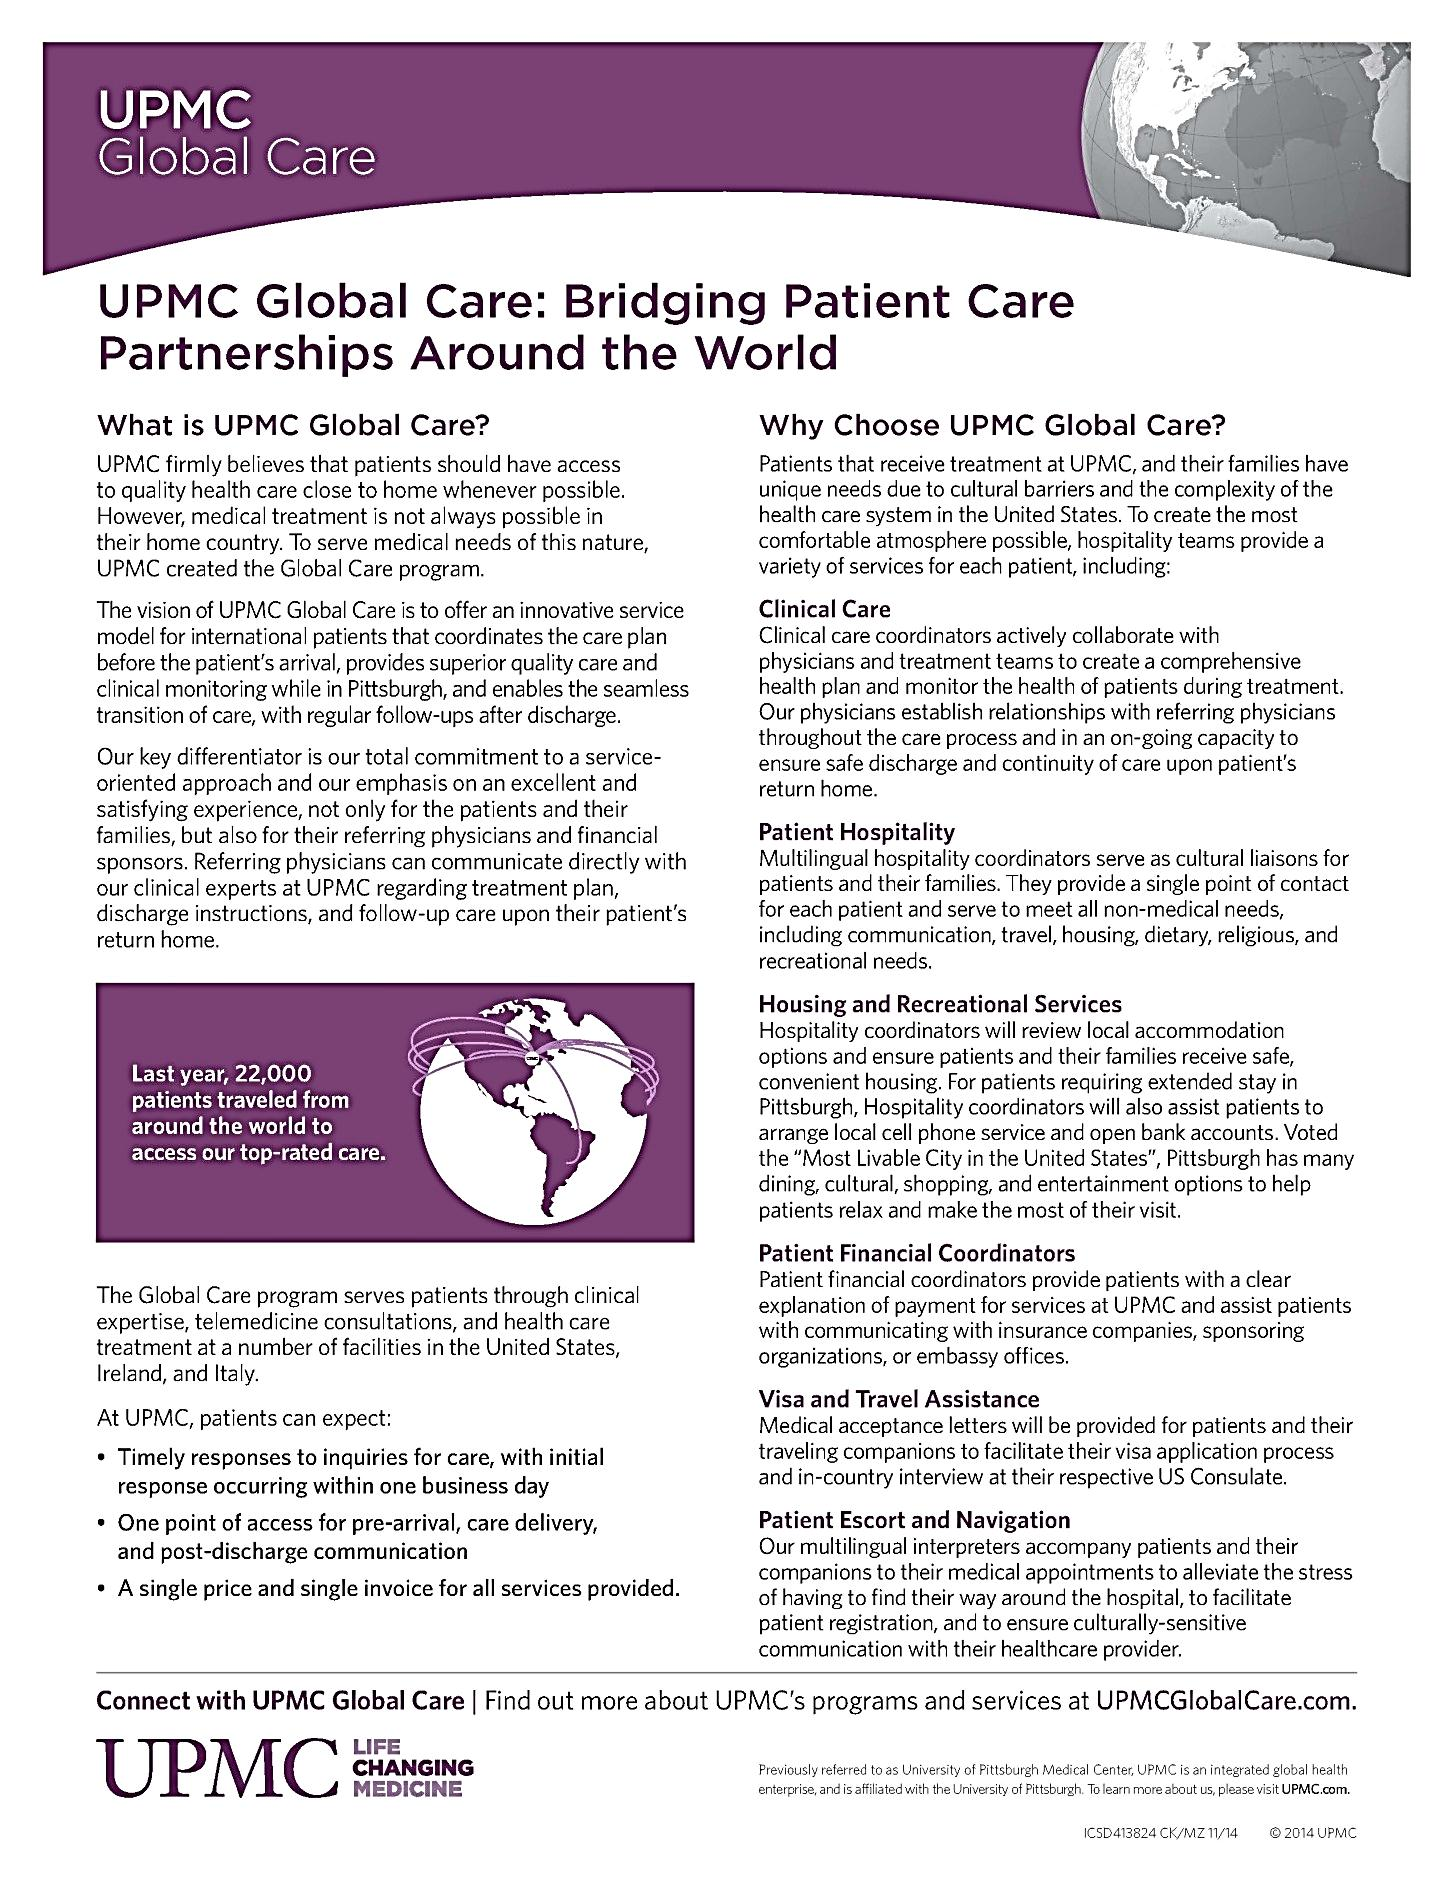 UPMC
Global Care
UPMC Global Care: Bridging Patient Care
Partnerships Around the World
What is UPMC Global Care?
UPMC firmly believes that patients should have access
to quality health care close to home whenever possible.
However, medical treatment is not always possible in
their home country. To serve medical needs of this nature,
UPMC created the Global Care program.
The vision of UPMC Global Care is to offer an innovative service
model for international patients that coordinates the care plan
before the patient's arrival, provides superior quality care and
clinical monitoring while in Pittsburgh, and enables the seamless
transition of care, with regular follow-ups after discharge.
Our key differentiator is our total commitment to a service-
oriented approach and our emphasis on an excellent and
satisfying experience, not only for the patients and their
families, but also for their referring physicians and financial
sponsors. Referring physicians can communicate directly with
our clinical experts at UPMC regarding treatment plan,
discharge instructions, and follow-up care upon their patient's
return home.
Last year, 22,000
patients traveled from
around the world to
access our top-rated care.
UPMC
The Global Care program serves patients through clinical
expertise, telemedicine consultations, and health care
treatment at a number of facilities in the United States,
Ireland, and Italy.
At UPMC, patients can expect:
• Timely responses to inquiries for care, with initial
response occurring within one business day
• One point of access for pre-arrival, care delivery,
and post-discharge communication
• A single price and single invoice for all services provided.
Why Choose UPMC Global Care?
Patients that receive treatment at UPMC, and their families have
unique needs due to cultural barriers and the complexity of the
health care system in the United States. To create the most
comfortable atmosphere possible, hospitality teams provide a
variety of services for each patient, including:
Clinical Care
Clinical care coordinators actively collaborate with
physicians and treatment teams to create a comprehensive
health plan and monitor the health of patients during treatment.
Our physicians establish relationships with referring physicians
throughout the care process and in an on-going capacity to
ensure safe discharge and continuity of care upon patient's
return home.
Patient Hospitality
Multilingual hospitality coordinators serve as cultural liaisons for
patients and their families. They provide a single point of contact
for each patient and serve to meet all non-medical needs,
including communication, travel, housing, dietary, religious, and
recreational needs.
Housing and Recreational Services
Hospitality coordinators will review local accommodation
options and ensure patients and their families receive safe,
convenient housing. For patients requiring extended stay in
Pittsburgh, Hospitality coordinators will also assist patients to
arrange local cell phone service and open bank accounts. Voted
the "Most Livable City in the United States", Pittsburgh has many
dining, cultural, shopping, and entertainment options to help
patients relax and make the most of their visit.
Patient Financial Coordinators
Patient financial coordinators provide patients with a clear
explanation of payment for services at UPMC and assist patients
with communicating with insurance companies, sponsoring
organizations, or embassy offices.
Visa and Travel Assistance
Medical acceptance letters will be provided for patients and their
traveling companions to facilitate their visa application process
and in-country interview at their respective US Consulate.
Patient Escort and Navigation
Our multilingual interpreters accompany patients and their
companions to their medical appointments to alleviate the stress
of having to find their way around the hospital, to facilitate
patient registration, and to ensure culturally-sensitive
communication with their healthcare provider.
Connect with UPMC Global Care | Find out more about UPMC's programs and services at UPMCGlobalCare.com.
UPMC LIFE
CHANGING
MEDICINE
Previously referred to as University of Pittsburgh Medical Center, UPMC is an integrated global health
enterprise, and is affiliated with the University of Pittsburgh. To learn more about us, please visit UPMC.com.
ICSD413824 CK/MZ 11/14 © 2014 UPMC